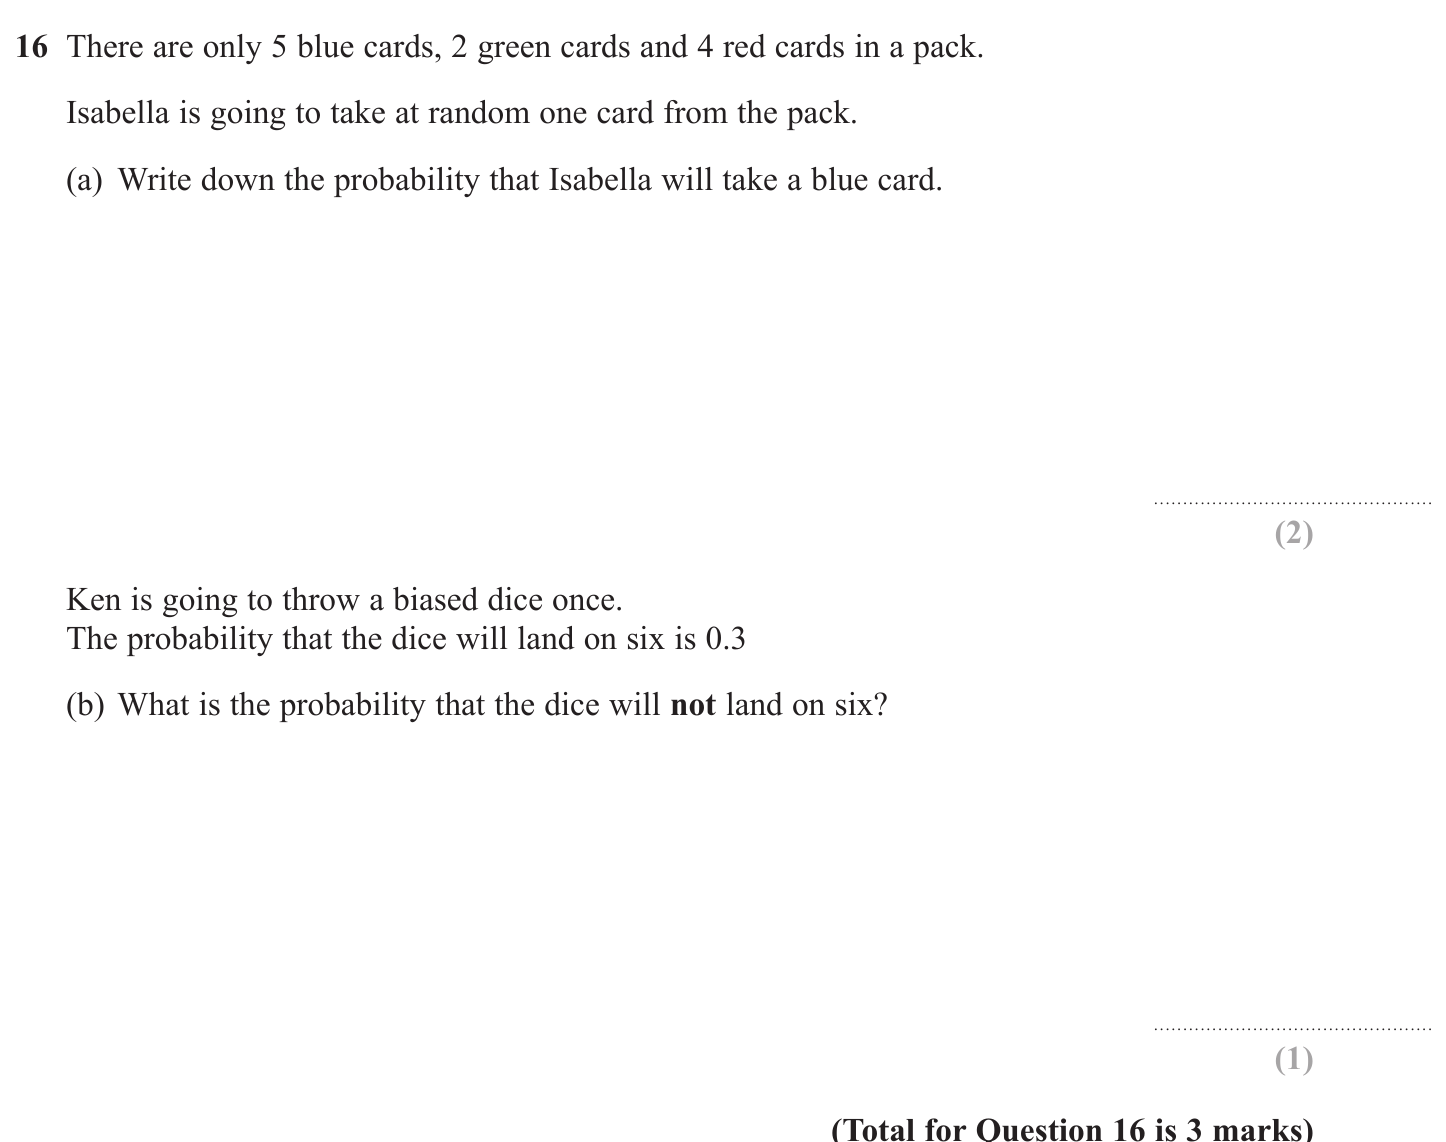 16 There are only 5 blue cards, 2 green cards and 4 red cards in a pack.
Isabella is going to take at random one card from the pack.
(a) Write down the probability that Isabella will take a blue card.
(2)
Ken is going to throw a biased dice once.
The probability that the dice will land on six is 0.3
(b) What is the probability that the dice will not land on six?
(1)
(Total for Question 16 is 3 marks)